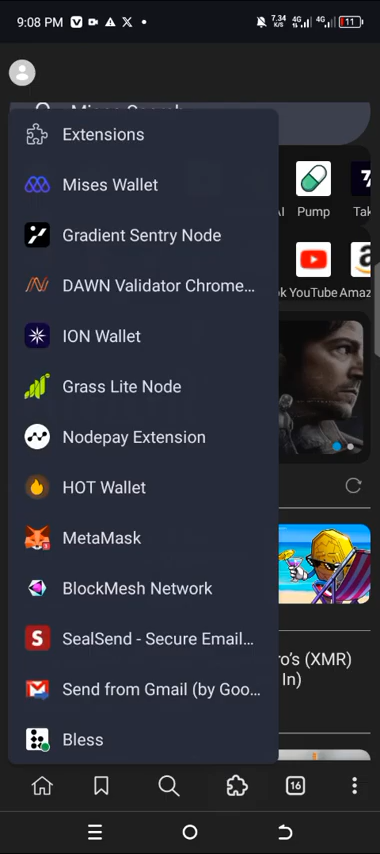 9:08 PM
7.34
K/S
4G
4G
11
Extensions
Mises Wallet
Gradient Sentry Node
DAWN Validator Chrome...
ION Wallet
Grass Lite Node
Nodepay Extension
HOT Wallet
MetaMask
BlockMesh Network
SealSend - Secure Email...
Send from Gmail (by Goo...
Bless
AI
Pump
Tak
k
YouTube
Amaz
ro's (XMR)
In)
16